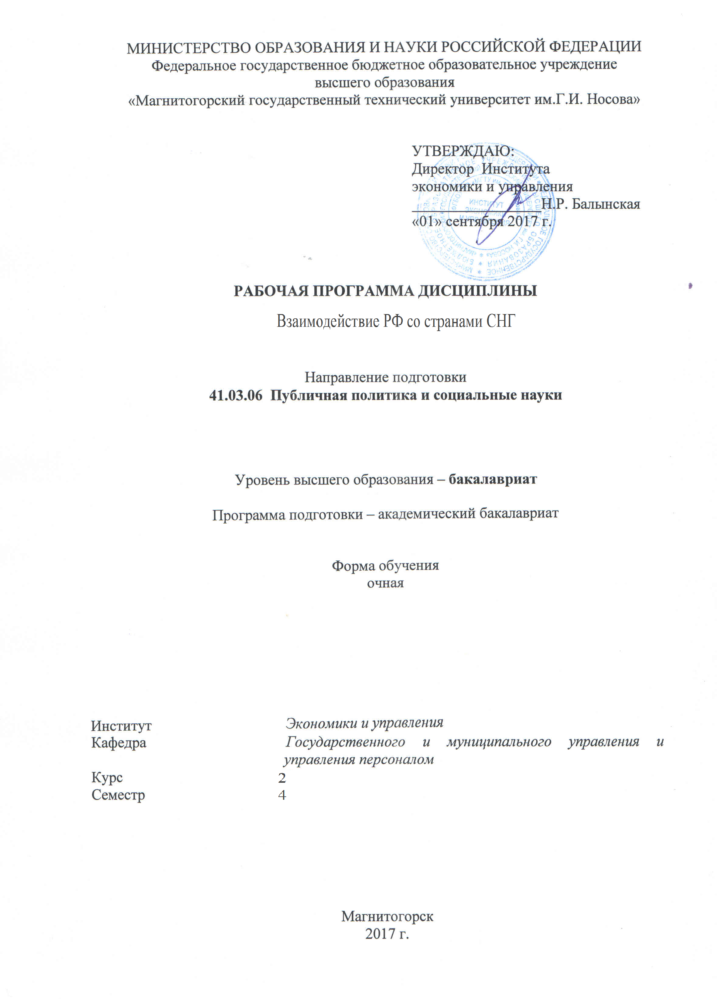 МИНИСТЕРСТВО ОБРАЗОВАНИЯ И НАУКИ РОССИЙСКОЙ ФЕДЕРАЦИИ
Федеральное государственное бюджетное образовательное учреждение
высшего образования
«Магнитогорский государственный технический университет им.Г.И. Носова»
УТВЕРЖДАЮ:
Директор Института
экономики и управления
Н.Р. Балынская
«01» сентября 2017 г.
ИНСТИТУТ
ЭКОНОМИКИ
И УПРАВЛЕНИЯ
РАБОЧАЯ ПРОГРАММА ДИСЦИПЛИНЫ
Взаимодействие РФ со странами СНГ
Направление подготовки
41.03.06 Публичная политика и социальные науки
Уровень высшего образования – бакалавриат
Программа подготовки – академический бакалавриат
Форма обучения
очная
Институт Экономики и управления
Кафедра Государственного и муниципального управления и
управления персоналом
Курс 2
Семестр 4
Магнитогорск
2017 г.